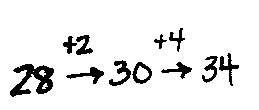 +2 +4
28 → 30 → 34